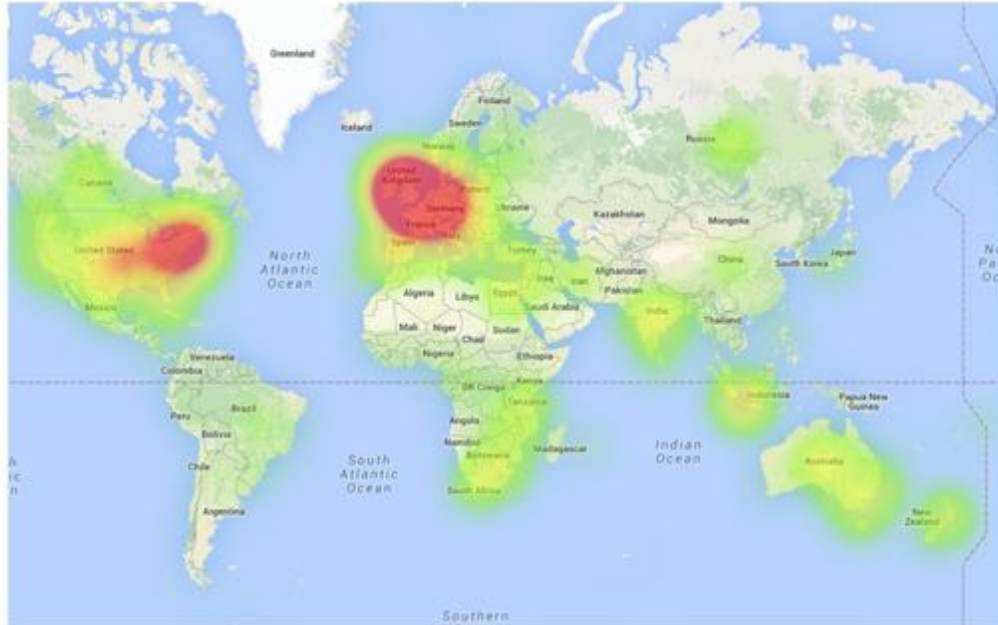 Greenland
Iceland
Finland
Sweden
Norway
Russia
United
Kingdom
Poland
Germany
Ukraine
France
Italy
Spain
Canada
United States
Mexico
North
Atlantic
Ocean
Kazakhstan
Mongolia
Turkey
China
Japan
South Korea
Afghanistan
Iraq
Iran
Pakistan
Algeria
Libya
Egypt
Saudi Arabia
India
Thailand
Mali
Niger
Chad
Sudan
Nigeria
Ethiopia
Venezuela
Colombia
DR Congo
Kenya
Tanzania
Indonesia
Papua New
Guinea
Brazil
Peru
Bolivia
Angola
Namibia
Botswana
Madagascar
South Africa
Chile
Argentina
South
Atlantic
Ocean
Indian
Ocean
Australia
New
Zealand
Southern